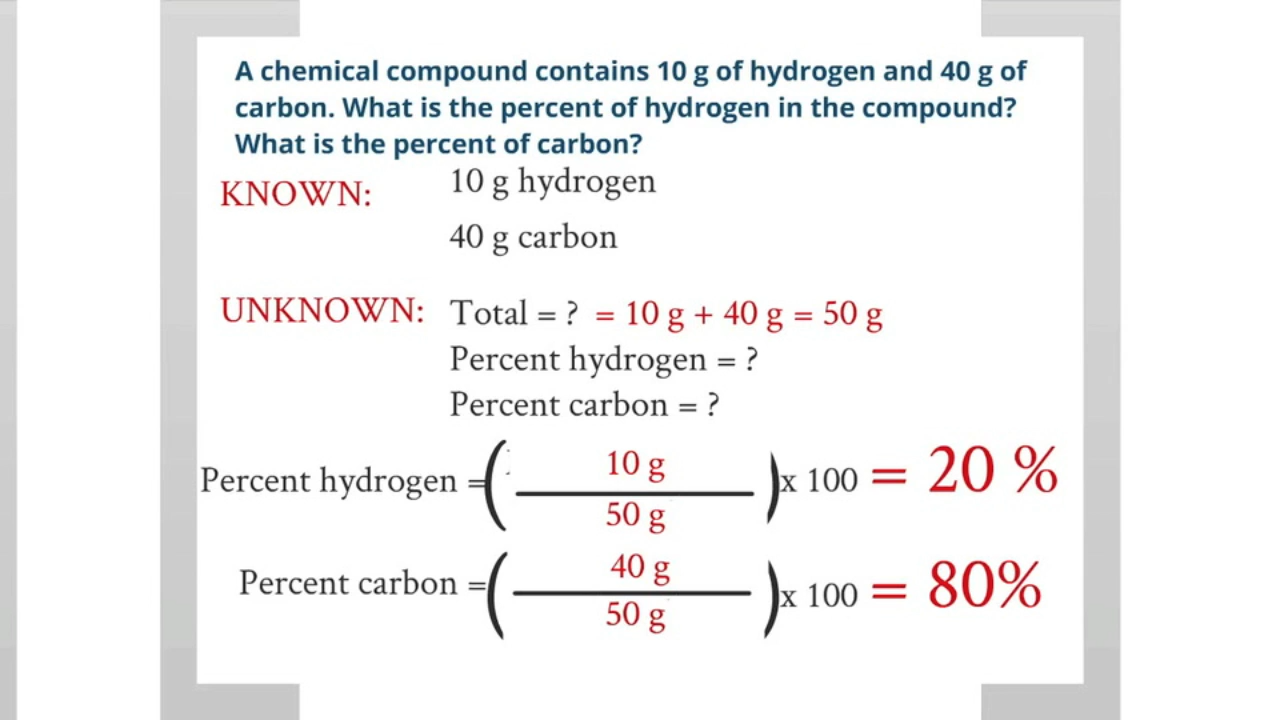 A chemical compound contains 10 g of hydrogen and 40 g of
carbon. What is the percent of hydrogen in the compound?
What is the percent of carbon?
KNOWN: 10 g hydrogen
40 g carbon
UNKNOWN: Total = ? = 10 g + 40 g = 50 g
Percent hydrogen = ?
Percent carbon = ?
10 g
Percent hydrogen = ( ) x 100 = 20 %
50 g
40 g
Percent carbon = ( ) x 100 = 80%
50 g